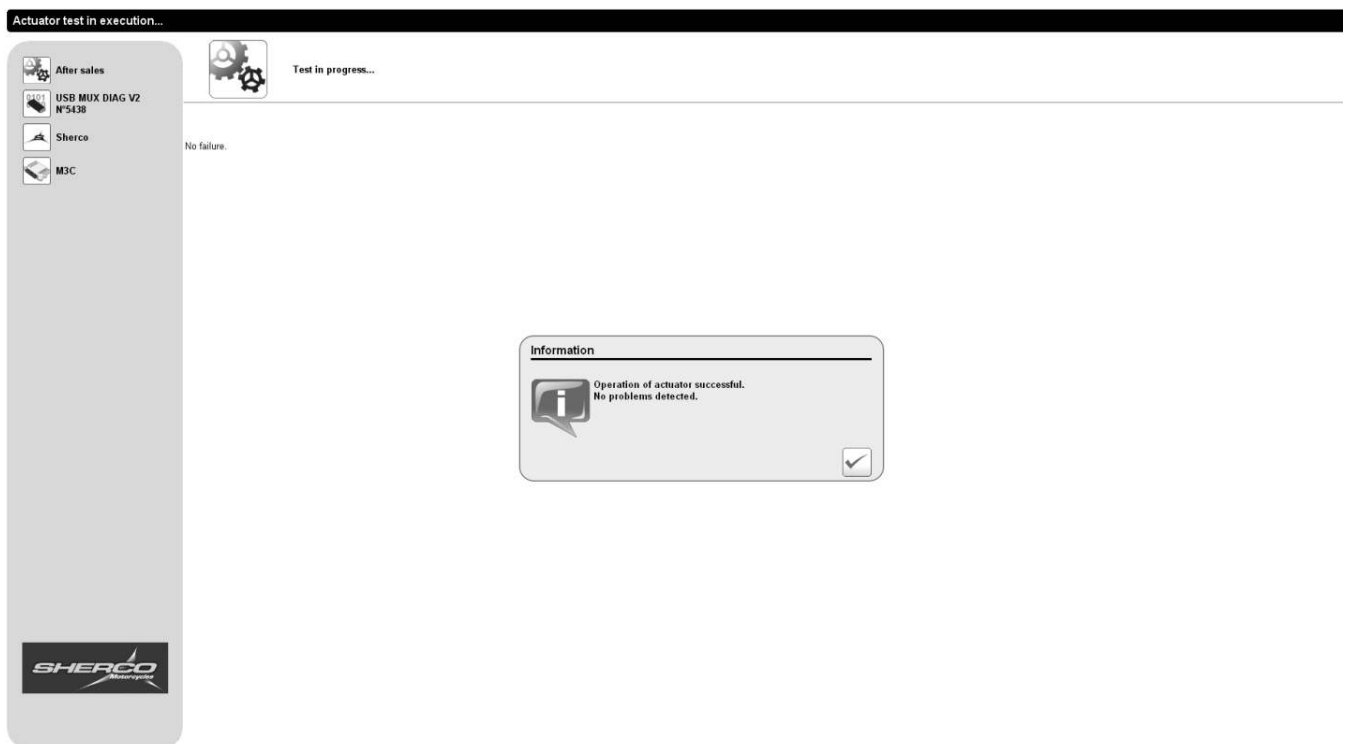 Actuator test in execution...
After sales
USB MUX DIAG V2
N°5438
Sherco
M3C
Test in progress...
No failure.
Information
Operation of actuator successful.
No problems detected.
SHERCO
Motorcycles